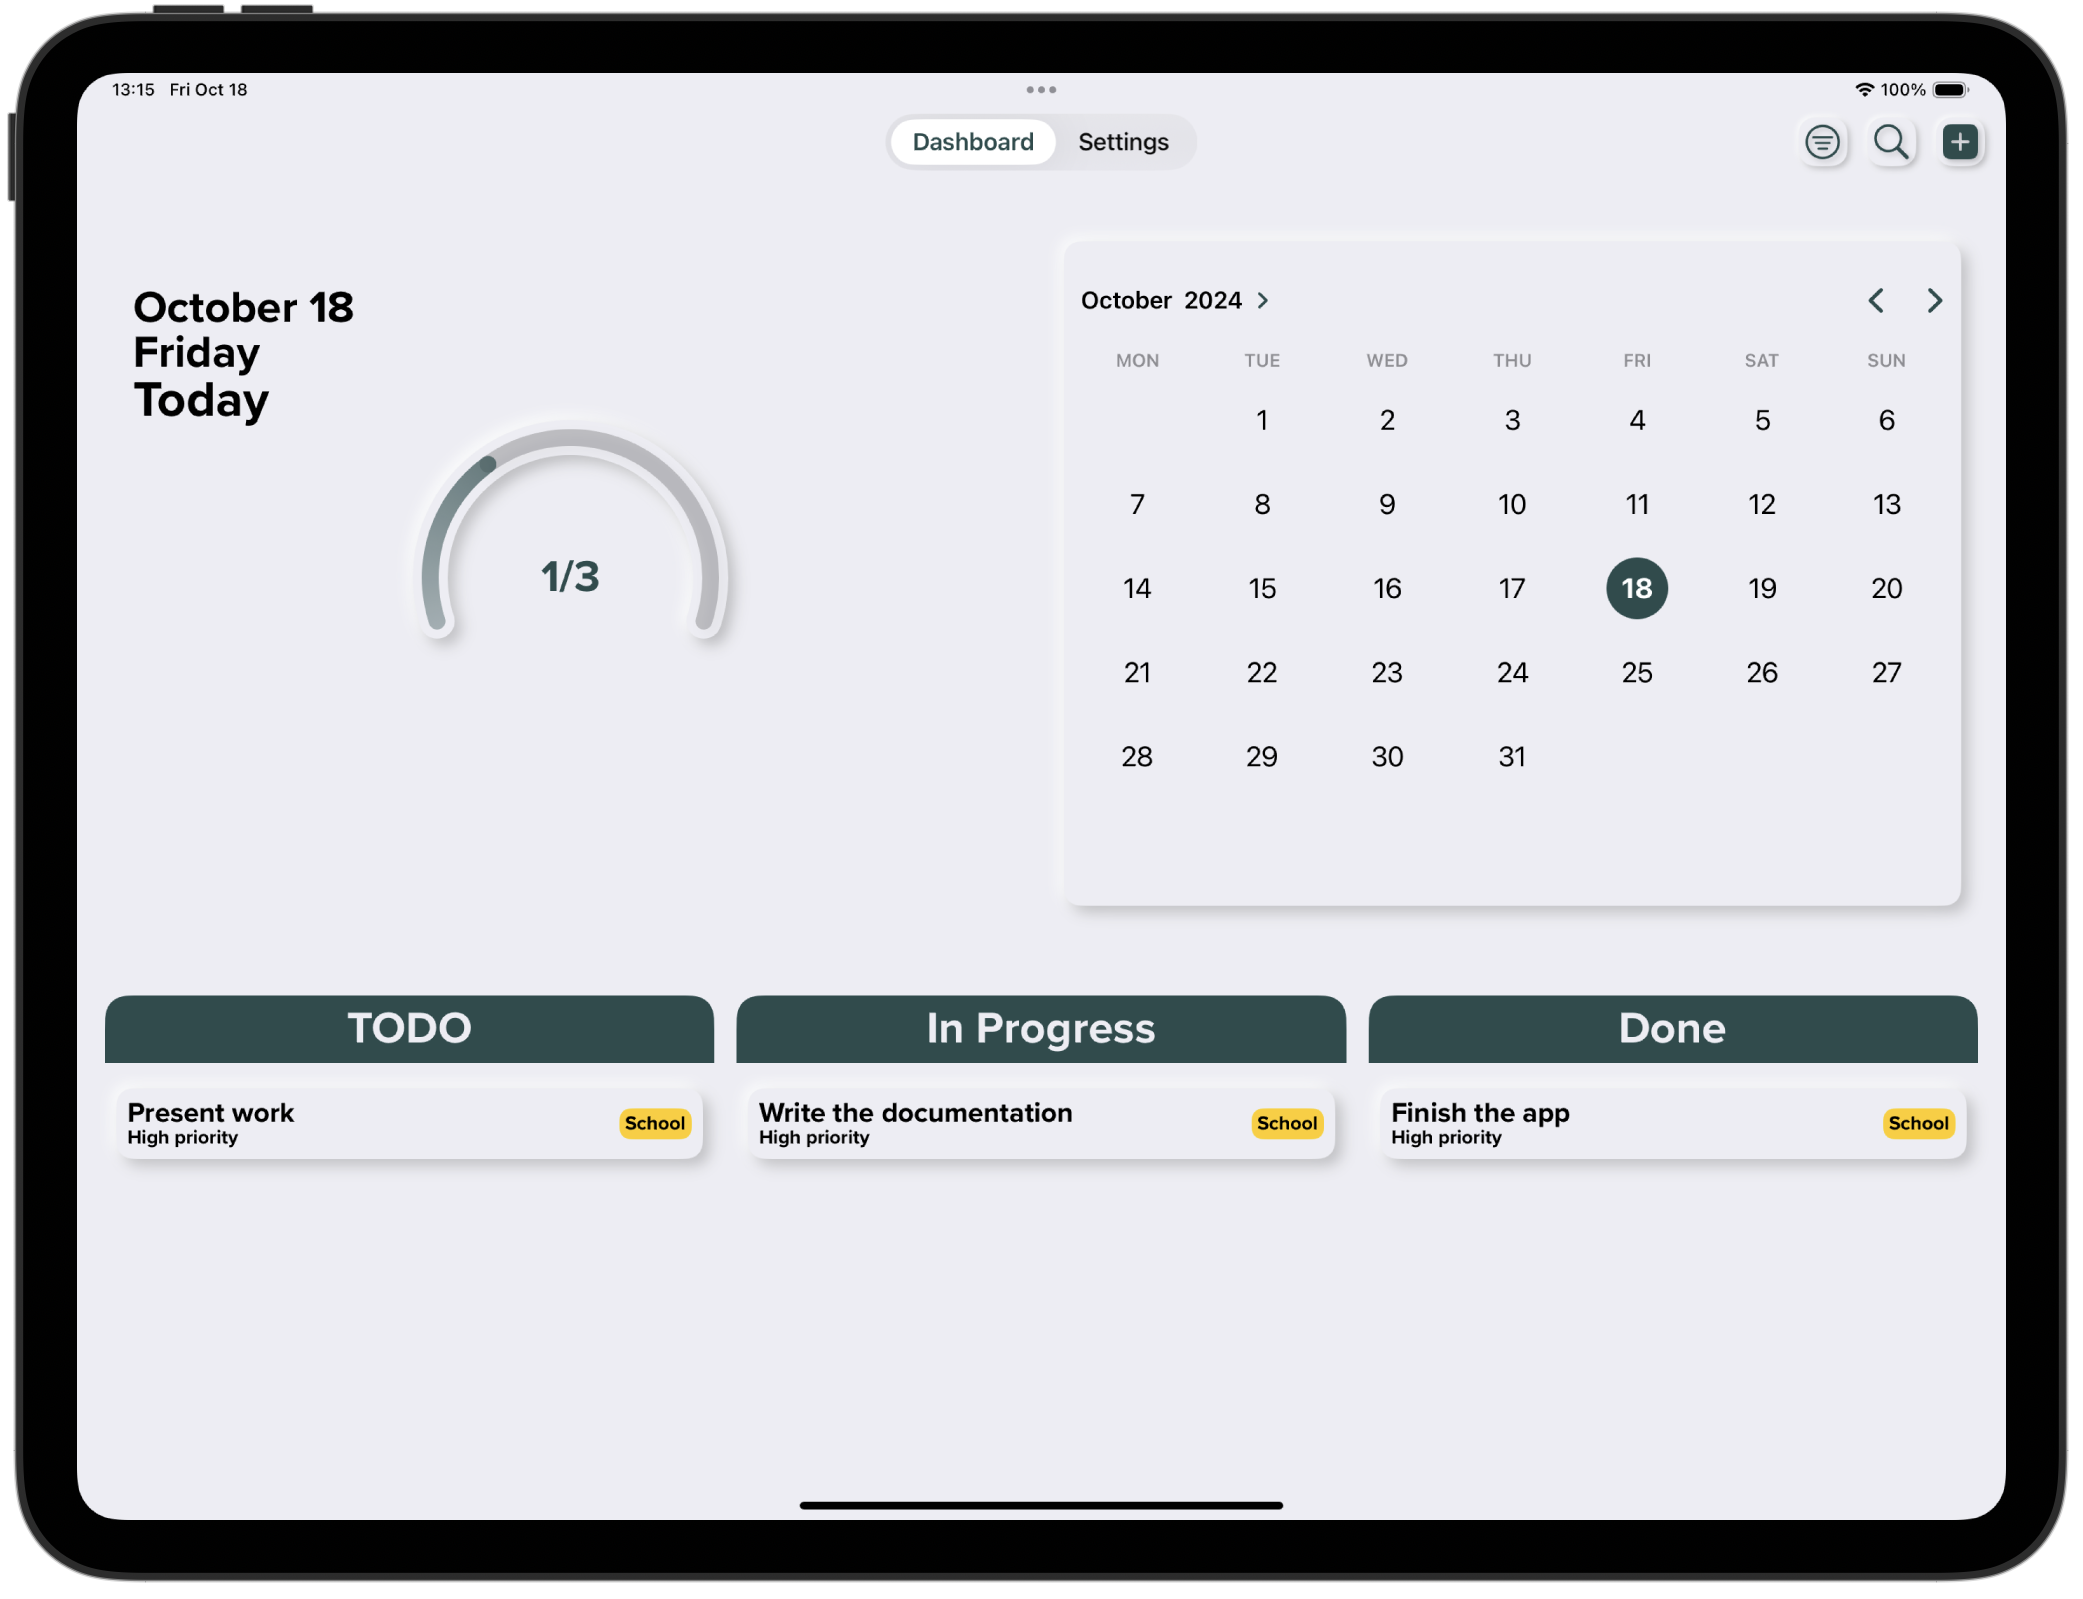 13:15 Fri Oct 18
100%
Dashboard Settings
October 18
Friday
Today
1/3
October 2024
MON TUE WED THU FRI SAT SUN
1 2 3 4 5 6
7 8 9 10 11 12 13
14 15 16 17 18 19 20
21 22 23 24 25 26 27
28 29 30 31
TODO
Present work
High priority
School
In Progress
Write the documentation
High priority
School
Done
Finish the app
High priority
School